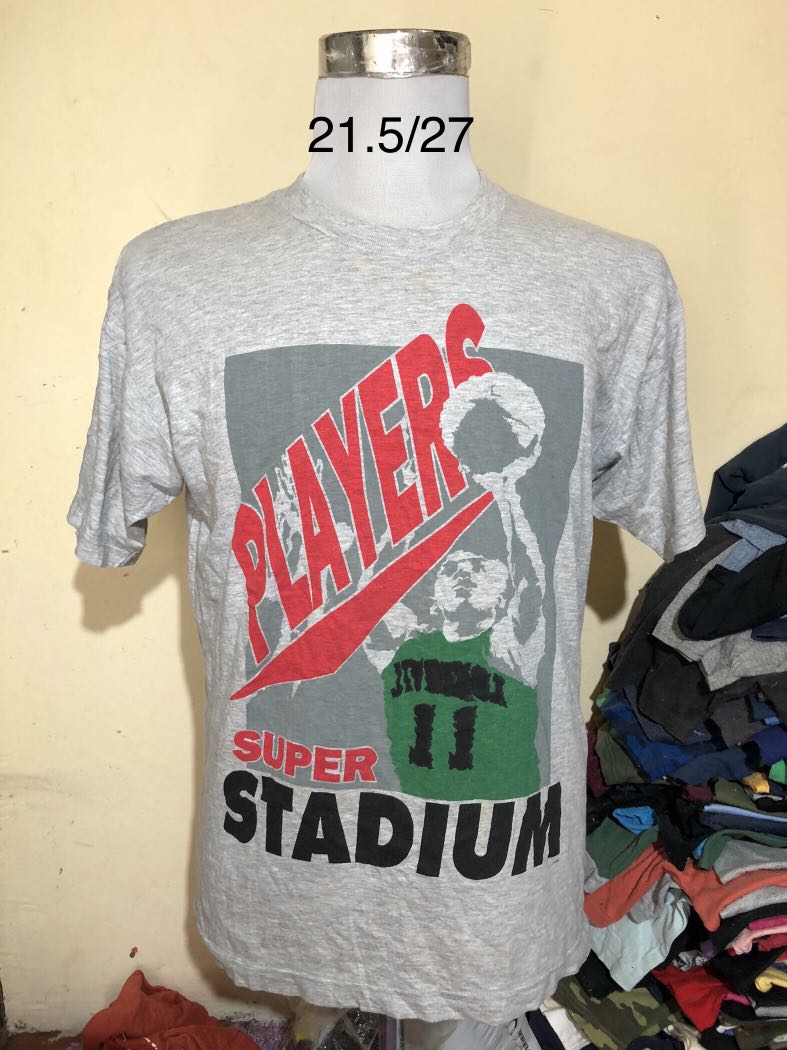 21.5/27
PLAYERS
11
SUPER
STADIUM